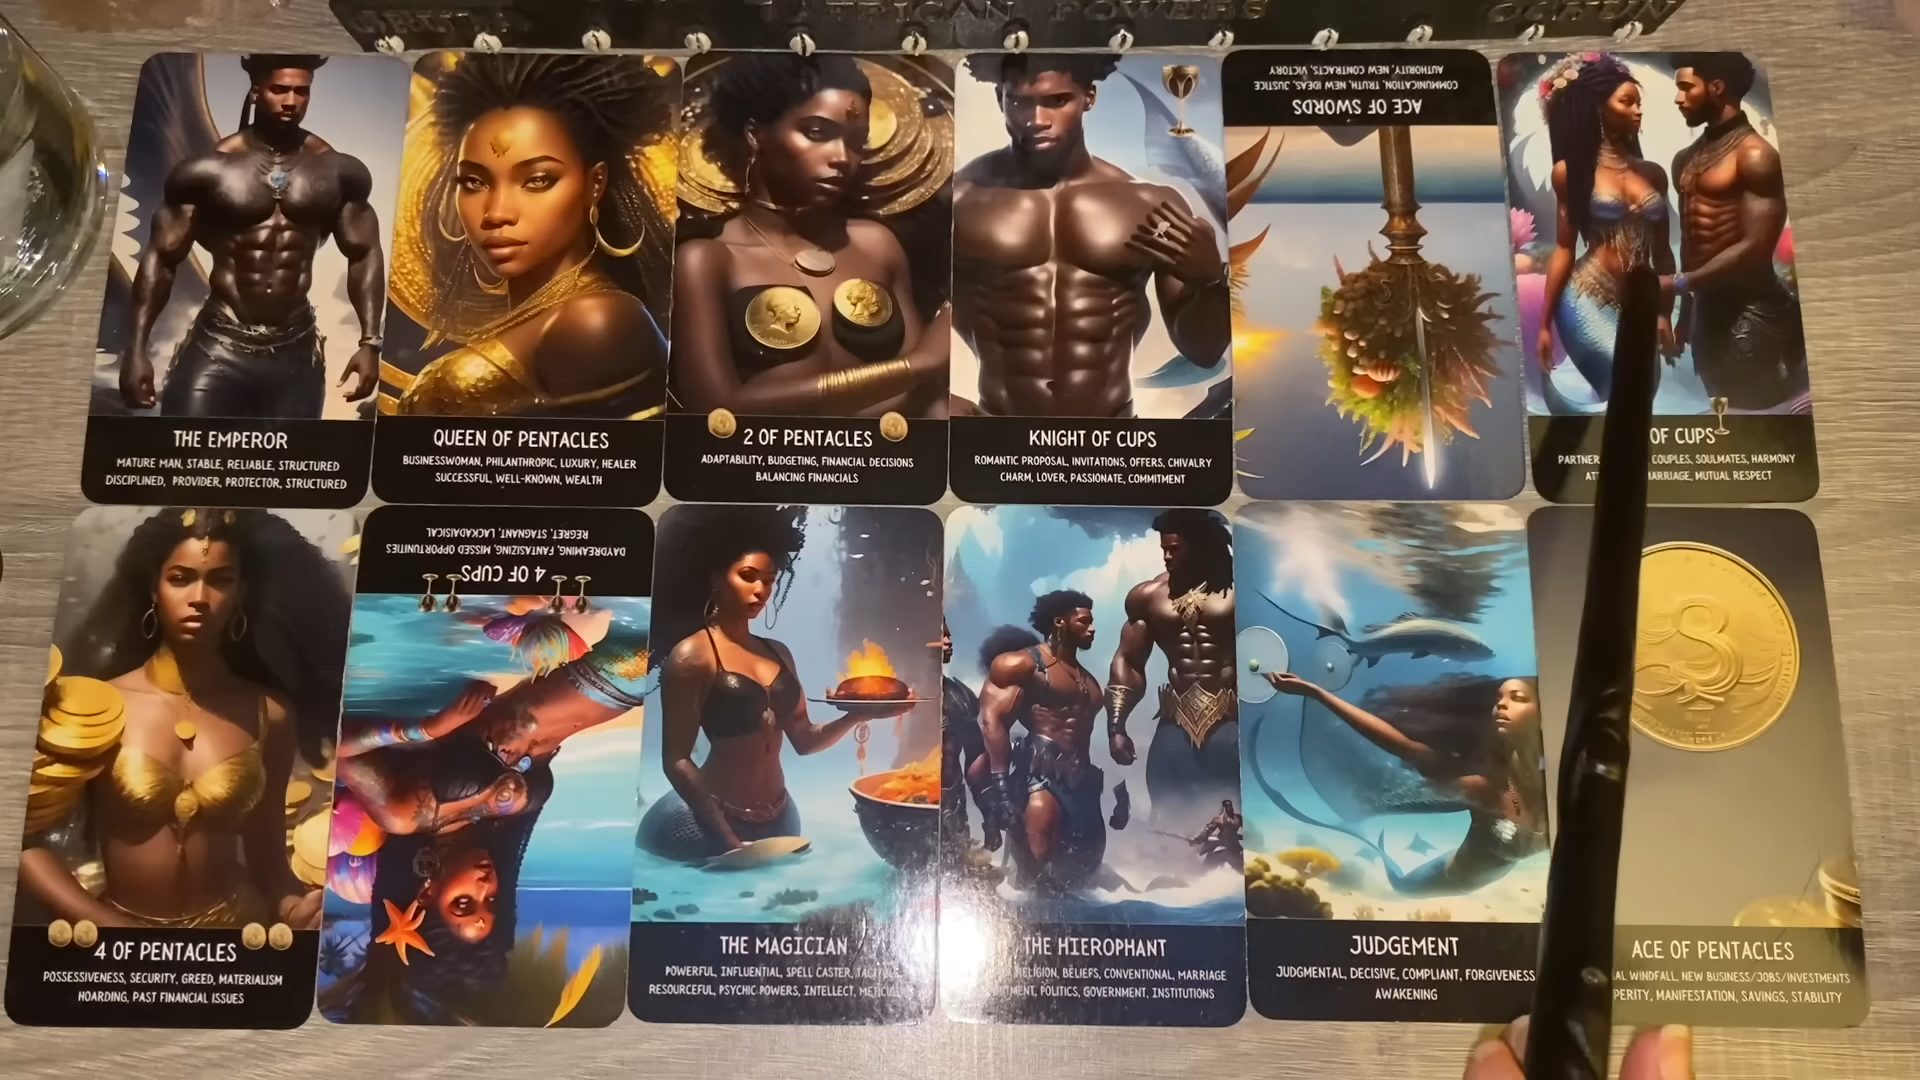 AFRICAN POWERS
THE EMPEROR
MATURE MAN, STABLE, RELIABLE, STRUCTURED
DISCIPLINED, PROVIDER, PROTECTOR, STRUCTURED
QUEEN OF PENTACLES
BUSINESSWOMAN, PHILANTHROPIC, LUXURY, HEALER
SUCCESSFUL, WELL-KNOWN, WEALTH
2 OF PENTACLES
ADAPTABILITY, BUDGETING, FINANCIAL DECISIONS
BALANCING FINANCIALS
KNIGHT OF CUPS
ROMANTIC PROPOSAL, INVITATIONS, OFFERS, CHIVALRY
CHARM, LOVER, PASSIONATE, COMMITMENT
ACE OF SWORDS
COMMUNICATION, TRUTH, NEW IDEAS, JUSTICE
AUTHORITY, NEW CONTRACTS, VICTORY
OF CUPS
COUPLES, SOULMATES, HARMONY
MUTUAL RESPECT
4 OF PENTACLES
POSSESSIVENESS, SECURITY, GREED, MATERIALISM
HOARDING, PAST FINANCIAL ISSUES
4 OF CUPS
DAYDREAMING, FANTASIZING, MISSED OPPORTUNITIES
REGRET, STAGNANT, LACKADAISICAL
THE MAGICIAN
POWERFUL, INFLUENTIAL, SPELL CASTER,
RESOURCEFUL, PSYCHIC POWERS, INTELLECT,
THE HIEROPHANT
RELIGION, BELIEFS, CONVENTIONAL, MARRIAGE
POLITICS, GOVERNMENT, INSTITUTIONS
JUDGEMENT
JUDGMENTAL, DECISIVE, COMPLIANT, FORGIVENESS
AWAKENING
ACE OF PENTACLES
WINDFALL, NEW BUSINESS/JOBS/INVESTMENTS
MANIFESTATION, SAVINGS, STABILITY